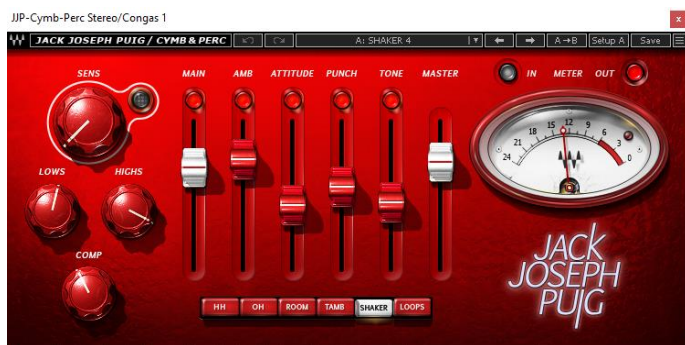 JJP-Cymb-Perc Stereo/Congas 1
x
JACK JOSEPH PUIG / CYMB & PERC
A: SHAKER 4
A→B
Setup A
Save
SENS
MAIN
AMB
ATTITUDE
PUNCH
TONE
MASTER
IN
METER
OUT
24
21
18
15
12
9
6
3
0
LOWS
HIGHS
COMP
HH
OH
ROOM
TAMB
SHAKER
LOOPS
JACK
JOSEPH
PUIG